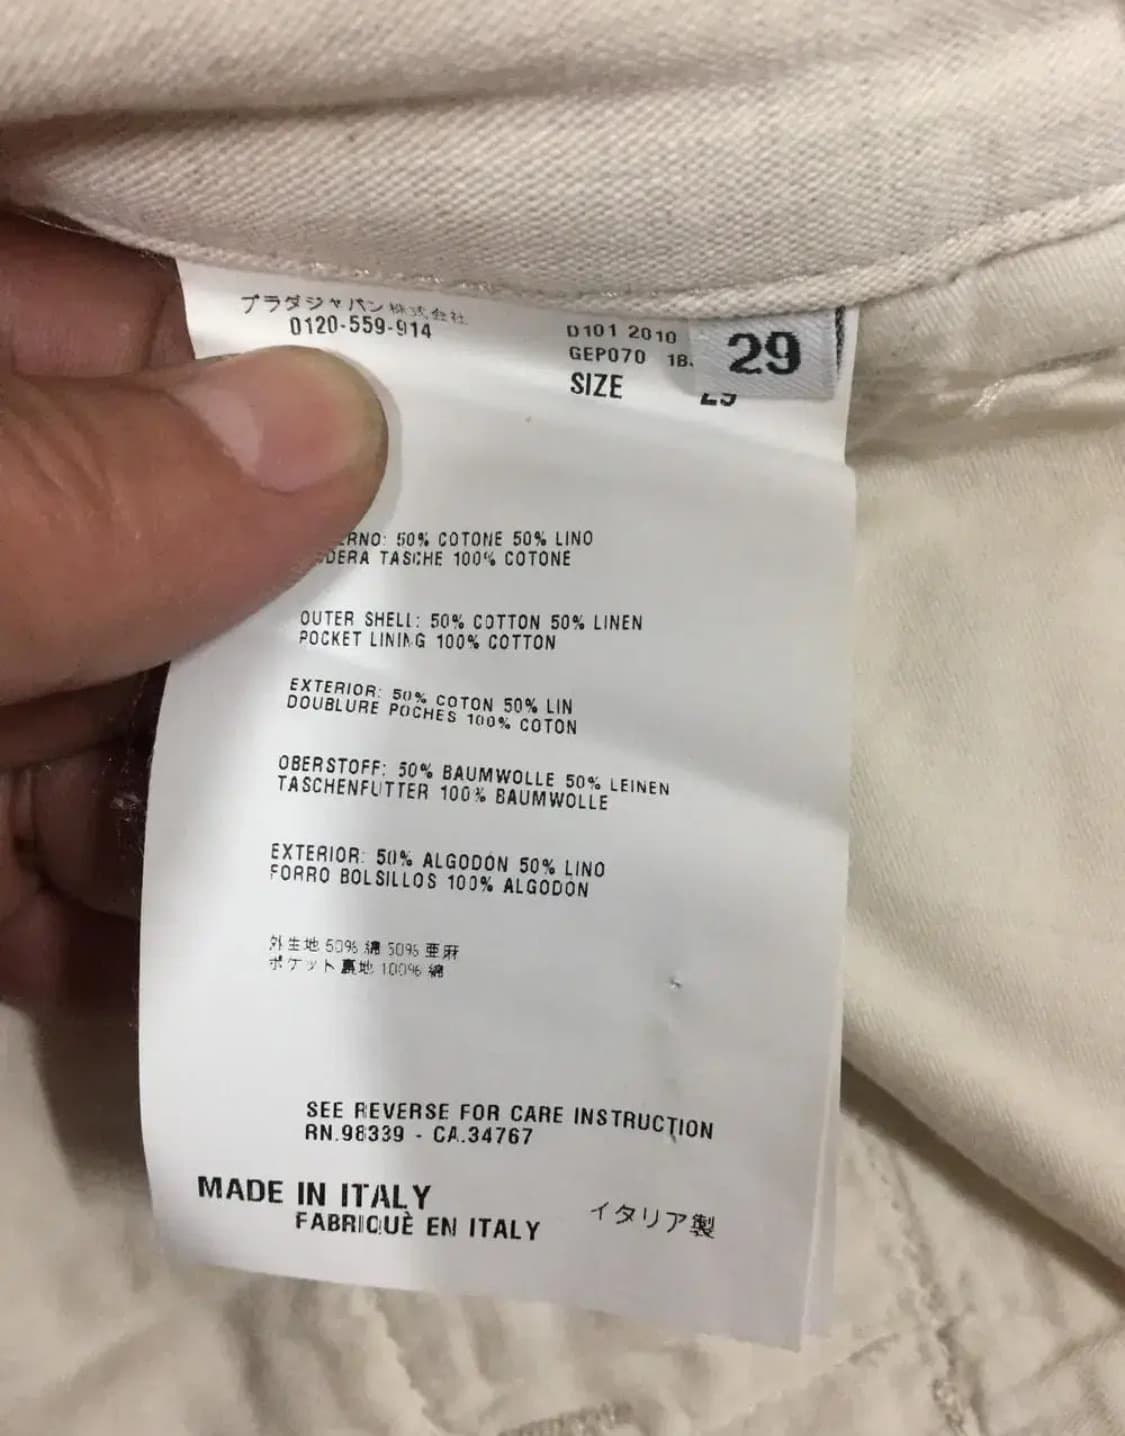 プラダジャパン株式会社
0120-559-914
D101 2010
GEP070 18.
29
SIZE 29
ERNO: 50% COTONE 50% LINO
DERA TASCHE 100% COTONE
OUTER SHELL: 50% COTTON 50% LINEN
POCKET LINING 100% COTTON
EXTERIOR: 50% COTON 50% LIN
DOUBLURE POCHES 100% COTON
OBERSTOFF: 50% BAUMWOLLE 50% LEINEN
TASCHENFUTTER 100% BAUMWOLLE
EXTERIOR: 50% ALGODÓN 50% LINO
FORRO BOLSILLOS 100% ALGODÓN
外生地 50% 綿 50% 亜麻
ポケット裏地 100% 綿
SEE REVERSE FOR CARE INSTRUCTION
RN.98339 - CA.34767
MADE IN ITALY
FABRIQUÈ EN ITALY
イタリア製